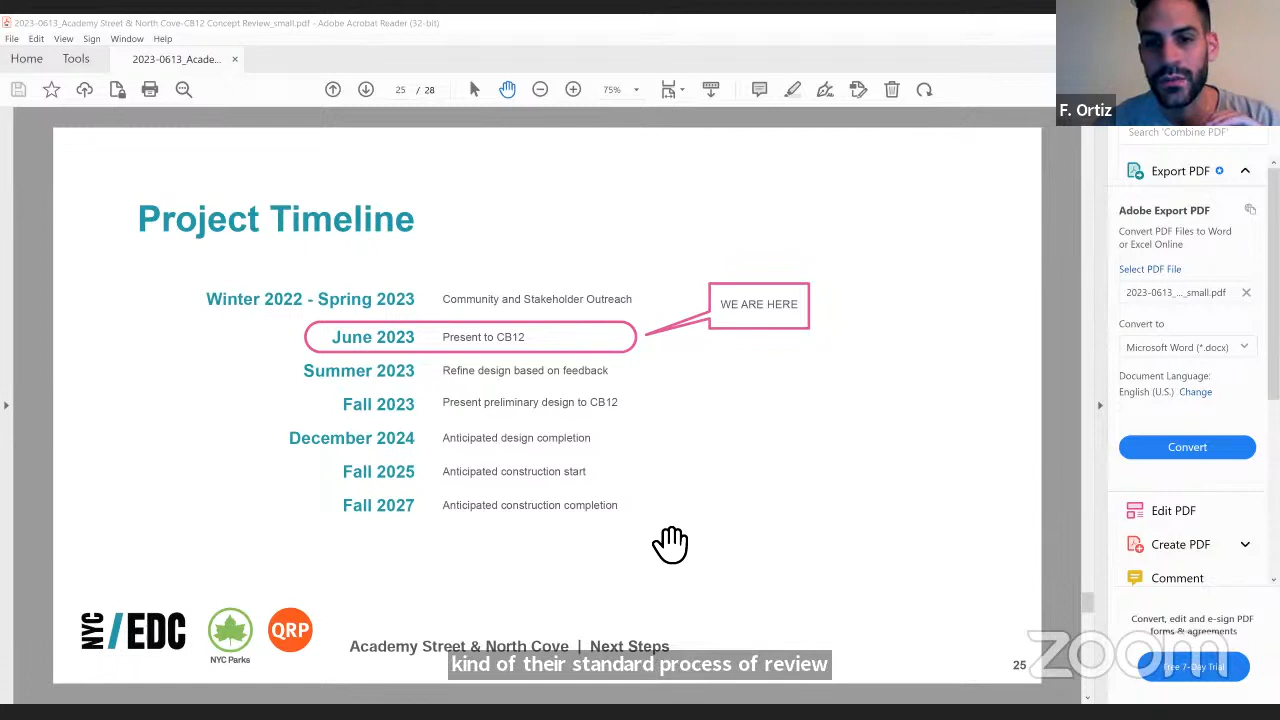 2023-0613_Academy Street & North Cove-CB12 Concept Review_small.pdf - Adobe Acrobat Reader (32-bit)
File Edit View Sign Window Help
Home Tools 2023-0613_Acade... ×
25 / 28 75%
F. Ortiz
Search 'Combine PDF'
Export PDF
Adobe Export PDF
Convert PDF Files to Word
or Excel Online
Select PDF File
2023-0613_..._small.pdf
Convert to
Microsoft Word (*.docx)
Document Language:
English (U.S.) Change
Convert
Edit PDF
Create PDF
Comment
Convert, edit and e-sign PDF
forms & agreements
Free 7-Day Trial
zoom
Project Timeline
Winter 2022 - Spring 2023 Community and Stakeholder Outreach
WE ARE HERE
June 2023 Present to CB12
Summer 2023 Refine design based on feedback
Fall 2023 Present preliminary design to CB12
December 2024 Anticipated design completion
Fall 2025 Anticipated construction start
Fall 2027 Anticipated construction completion
NYC / EDC
NYC Parks
QRP
Academy Street & North Cove | Next Steps
25
kind of their standard process of review